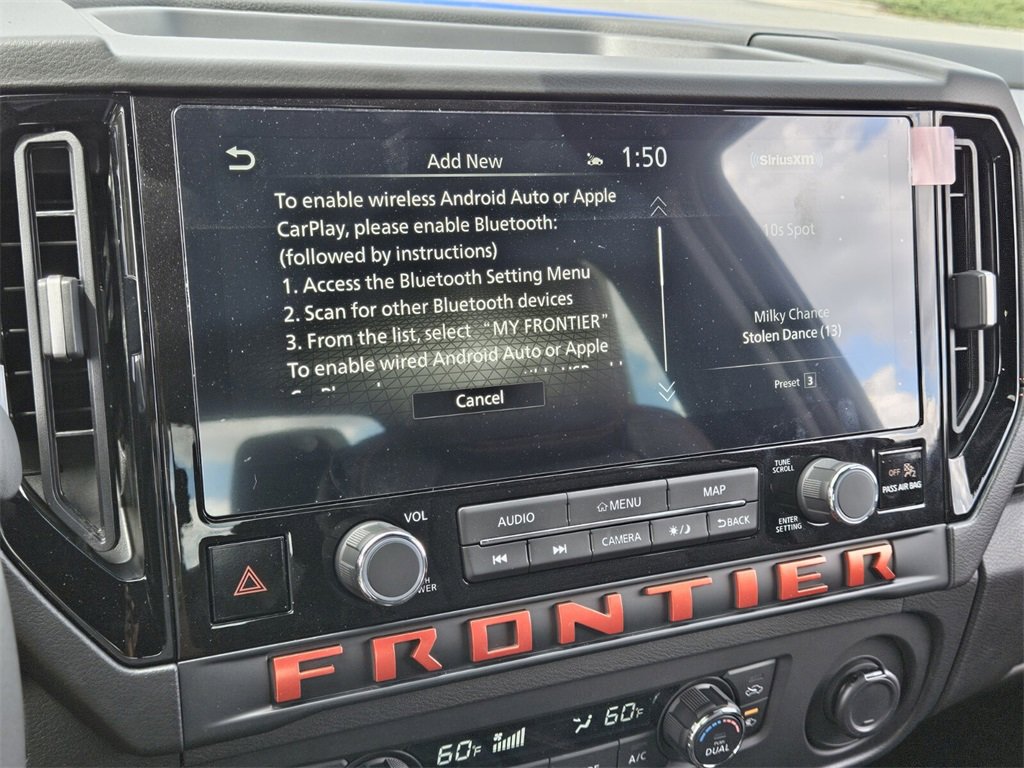 Add New
1:50
((SiriusXM))
To enable wireless Android Auto or Apple
CarPlay, please enable Bluetooth:
(followed by instructions)
1. Access the Bluetooth Setting Menu
2. Scan for other Bluetooth devices
3. From the list, select “MY FRONTIER”
To enable wired Android Auto or Apple
Cancel
10s Spot
Milky Chance
Stolen Dance (13)
Preset 3
VOL
AUDIO
MENU
MAP
CAMERA
BACK
TUNE
SCROLL
ENTER
SETTING
OFF
2
PASS AIR BAG
FRONTIER
60°F
60°F
A/C
PUSH
DUAL